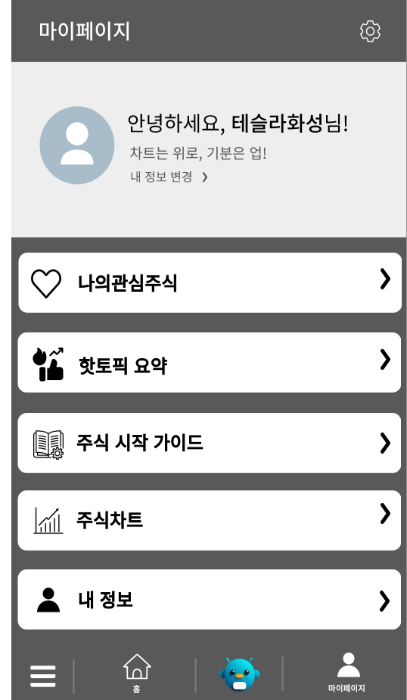 마이페이지
안녕하세요, 테슬라화성님!
차트는 위로, 기분은 업!
내 정보 변경 >
나의관심주식
핫토픽 요약
주식 시작 가이드
주식차트
내 정보
홈
마이페이지